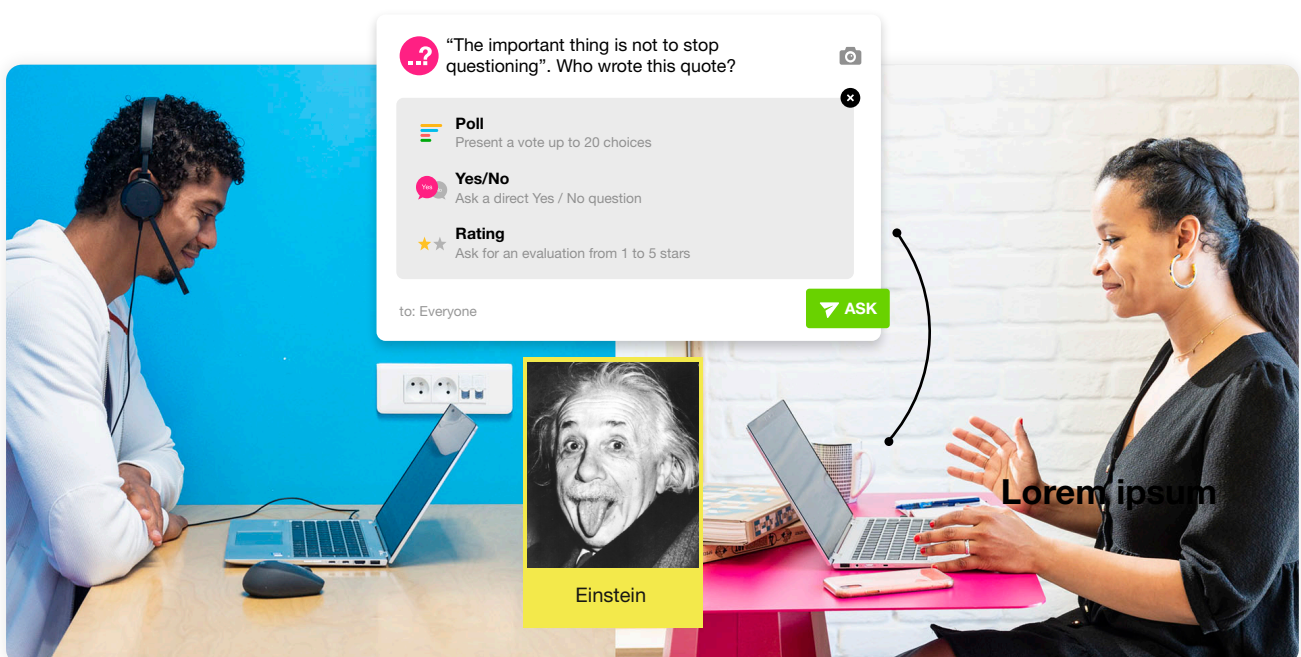 ..?
“The important thing is not to stop
questioning”. Who wrote this quote?
Poll
Present a vote up to 20 choices
Yes
Yes/No
Ask a direct Yes / No question
Rating
Ask for an evaluation from 1 to 5 stars
to: Everyone
ASK
Lorem ipsum
Einstein